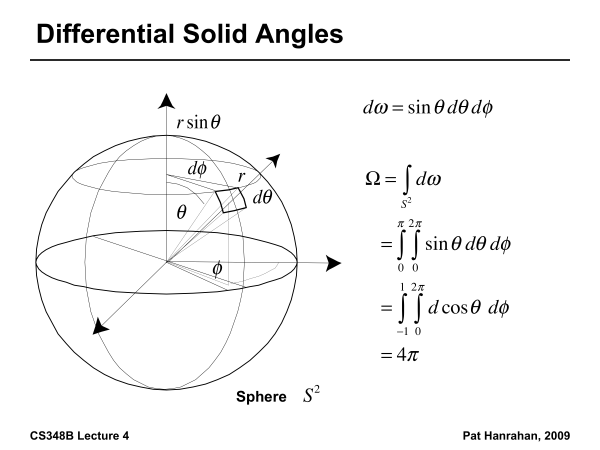 Differential Solid Angles
r sin θ
dϕ
r
dθ
θ
ϕ
Sphere S²
dω = sin θ dθ dϕ
Ω = ∫_{S²} dω
= ∫_0^π ∫_0^{2π} sin θ dθ dϕ
= ∫_{−1}^1 ∫_0^{2π} d cos θ dϕ
= 4π
CS348B Lecture 4
Pat Hanrahan, 2009